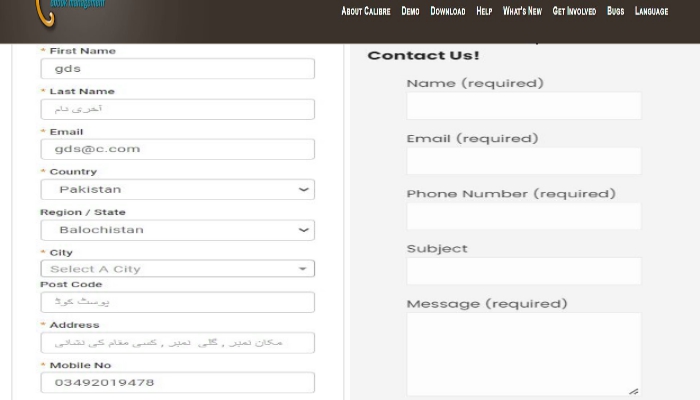 ebook management
About Calibre Demo Download Help What's New Get Involved Bugs Language
* First Name
gds
* Last Name
آخری نام
* Email
gds@c.com
* Country
Pakistan
Region / State
Balochistan
* City
Select A City
Post Code
پوسٹ کوڈ
* Address
مکان نمبر , گلی نمبر , کسی مقام کی نشانی
* Mobile No
03492019478
Contact Us!
Name (required)
Email (required)
Phone Number (required)
Subject
Message (required)